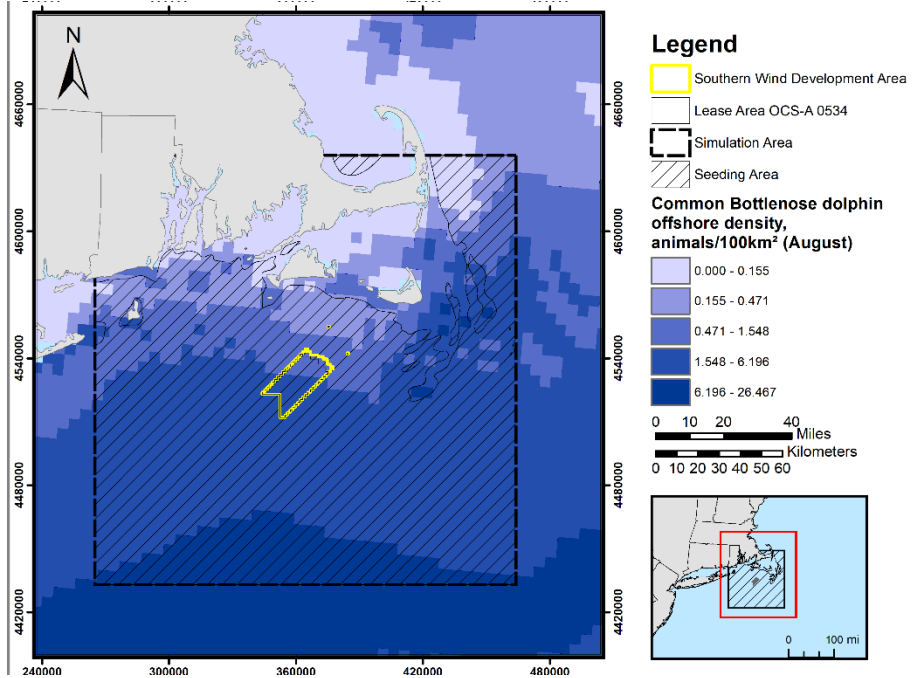 N
Legend
Southern Wind Development Area
Lease Area OCS-A 0534
Simulation Area
Seeding Area
Common Bottlenose dolphin
offshore density,
animals/100km² (August)
0.000 - 0.155
0.155 - 0.471
0.471 - 1.548
1.548 - 6.196
6.196 - 26.467
0 10 20 40
Miles
Kilometers
0 10 20 30 40 50 60
0 100 mi
4660000
4600000
4540000
4480000
4420000
4660000
4600000
4540000
4480000
4420000
240000 300000 360000 420000 480000